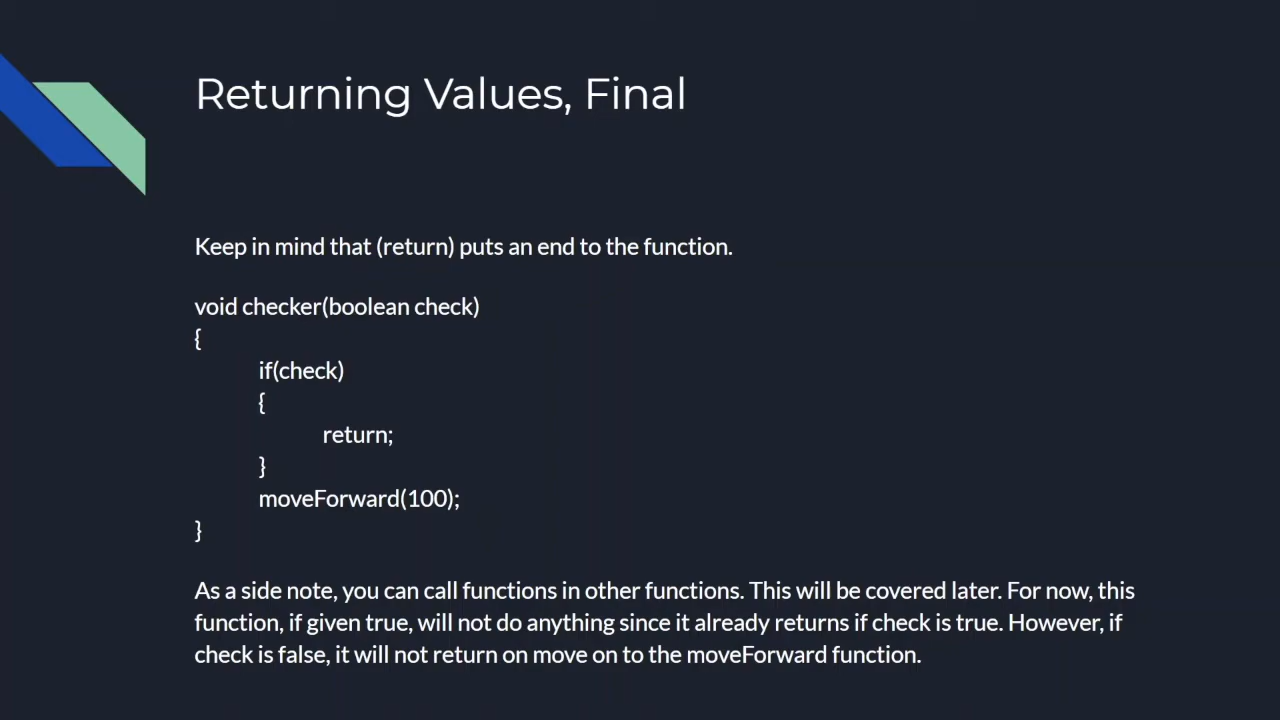 Returning Values, Final
Keep in mind that (return) puts an end to the function.
void checker(boolean check)
{
if(check)
{
return;
}
moveForward(100);
}
As a side note, you can call functions in other functions. This will be covered later. For now, this
function, if given true, will not do anything since it already returns if check is true. However, if
check is false, it will not return on move on to the moveForward function.